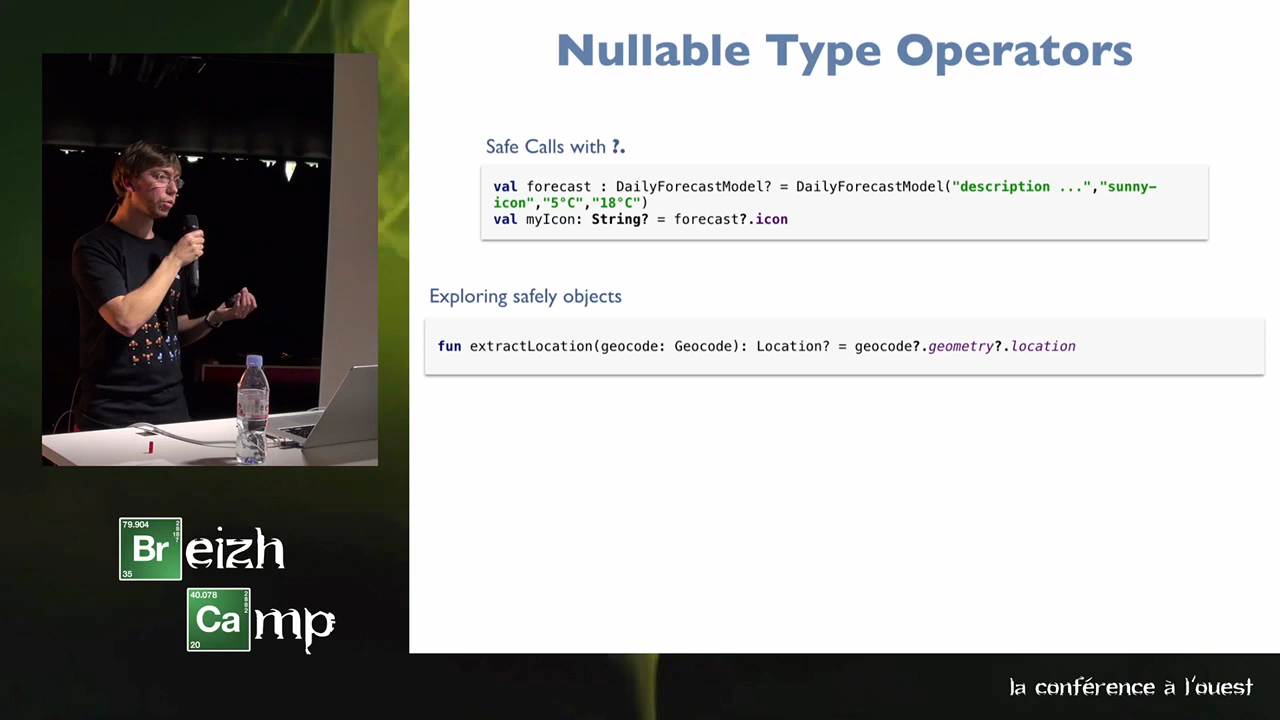 Nullable Type Operators
Safe Calls with ?.
val forecast : DailyForecastModel? = DailyForecastModel("description ...","sunny-
icon","5°C","18°C")
val myIcon: String? = forecast?.icon
Exploring safely objects
fun extractLocation(geocode: Geocode): Location? = geocode?.geometry?.location
79.904
Br
35
eizh
40.078
Ca
20
mp
la conférence à l'ouest